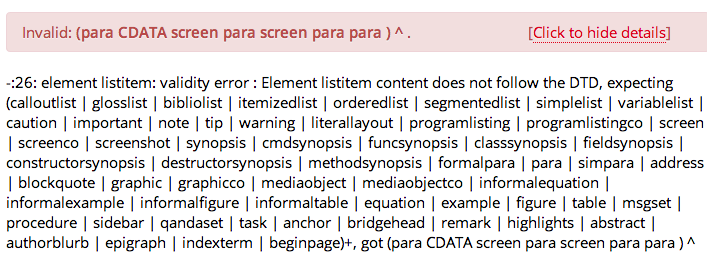 Invalid: (para CDATA screen para screen para para ) ^ . [Click to hide details]
-:26: element listitem: validity error : Element listitem content does not follow the DTD, expecting
(calloutlist | glosslist | bibliolist | itemizedlist | orderedlist | segmentedlist | simplelist | variablelist |
caution | important | note | tip | warning | literallayout | programlisting | programlistingco | screen
| screenco | screenshot | synopsis | cmdsynopsis | funcsynopsis | classsynopsis | fieldsynopsis |
constructorsynopsis | destructorsynopsis | methodsynopsis | formalpara | para | simpara | address
| blockquote | graphic | graphicco | mediaobject | mediaobjectco | informalequation |
informalexample | informalfigure | informaltable | equation | example | figure | table | msgset |
procedure | sidebar | qandaset | task | anchor | bridgehead | remark | highlights | abstract |
authorblurb | epigraph | indexterm | beginpage)+, got (para CDATA screen para screen para para ) ^